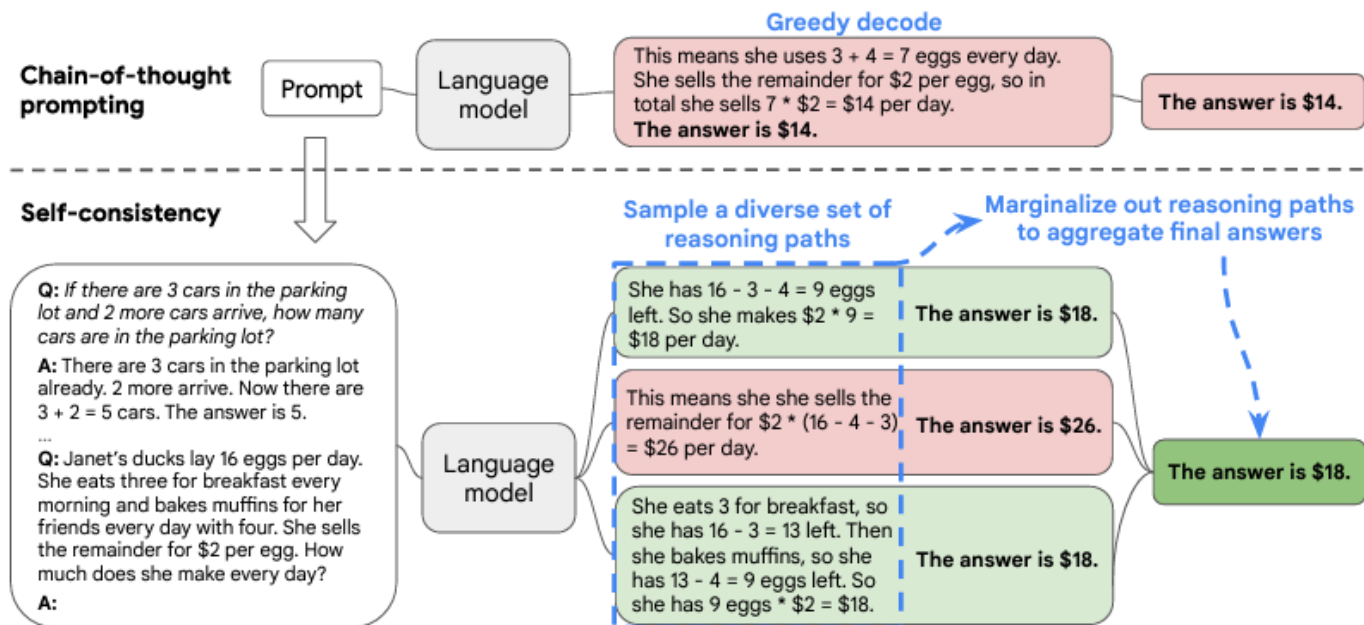 Greedy decode
Chain-of-thought
prompting
Prompt
Language
model
This means she uses 3 + 4 = 7 eggs every day.
She sells the remainder for $2 per egg, so in
total she sells 7 * $2 = $14 per day.
The answer is $14.
The answer is $14.
Self-consistency
Sample a diverse set of
reasoning paths
Marginalize out reasoning paths
to aggregate final answers
Q: If there are 3 cars in the parking
lot and 2 more cars arrive, how many
cars are in the parking lot?
A: There are 3 cars in the parking lot
already. 2 more arrive. Now there are
3 + 2 = 5 cars. The answer is 5.
...
Q: Janet's ducks lay 16 eggs per day.
She eats three for breakfast every
morning and bakes muffins for her
friends every day with four. She sells
the remainder for $2 per egg. How
much does she make every day?
A:
Language
model
She has 16 - 3 - 4 = 9 eggs
left. So she makes $2 * 9 =
$18 per day.
The answer is $18.
This means she she sells the
remainder for $2 * (16 - 4 - 3)
= $26 per day.
The answer is $26.
She eats 3 for breakfast, so
she has 16 - 3 = 13 left. Then
she bakes muffins, so she
has 13 - 4 = 9 eggs left. So
she has 9 eggs * $2 = $18.
The answer is $18.
The answer is $18.